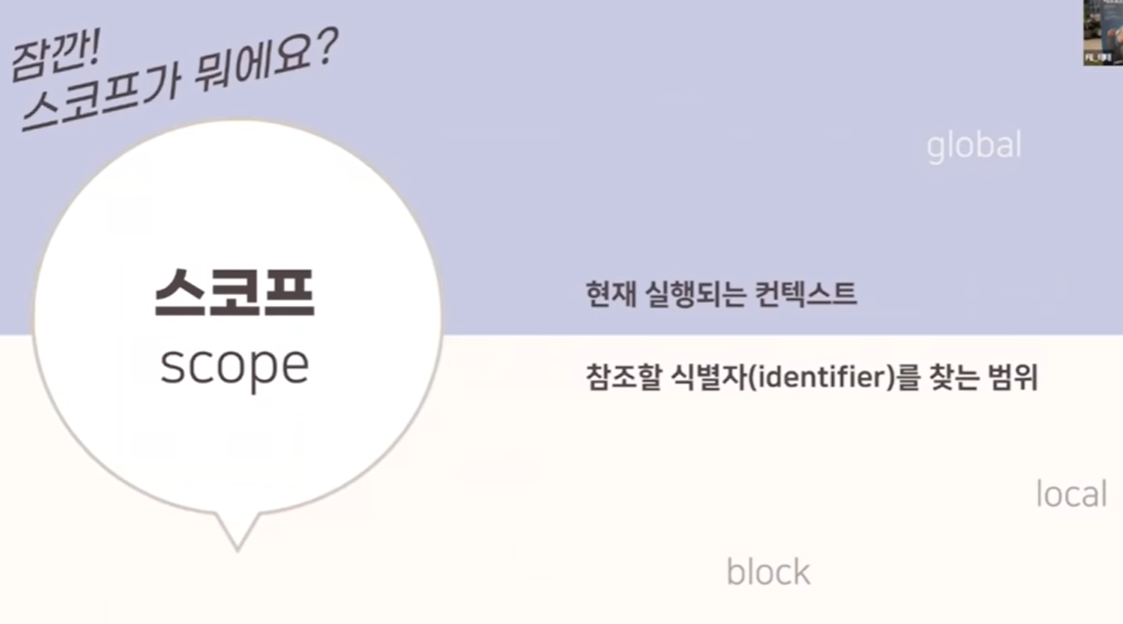 잠깐!
스코프가 뭐에요?
global
스코프
scope
현재 실행되는 컨텍스트
참조할 식별자(identifier)를 찾는 범위
local
block